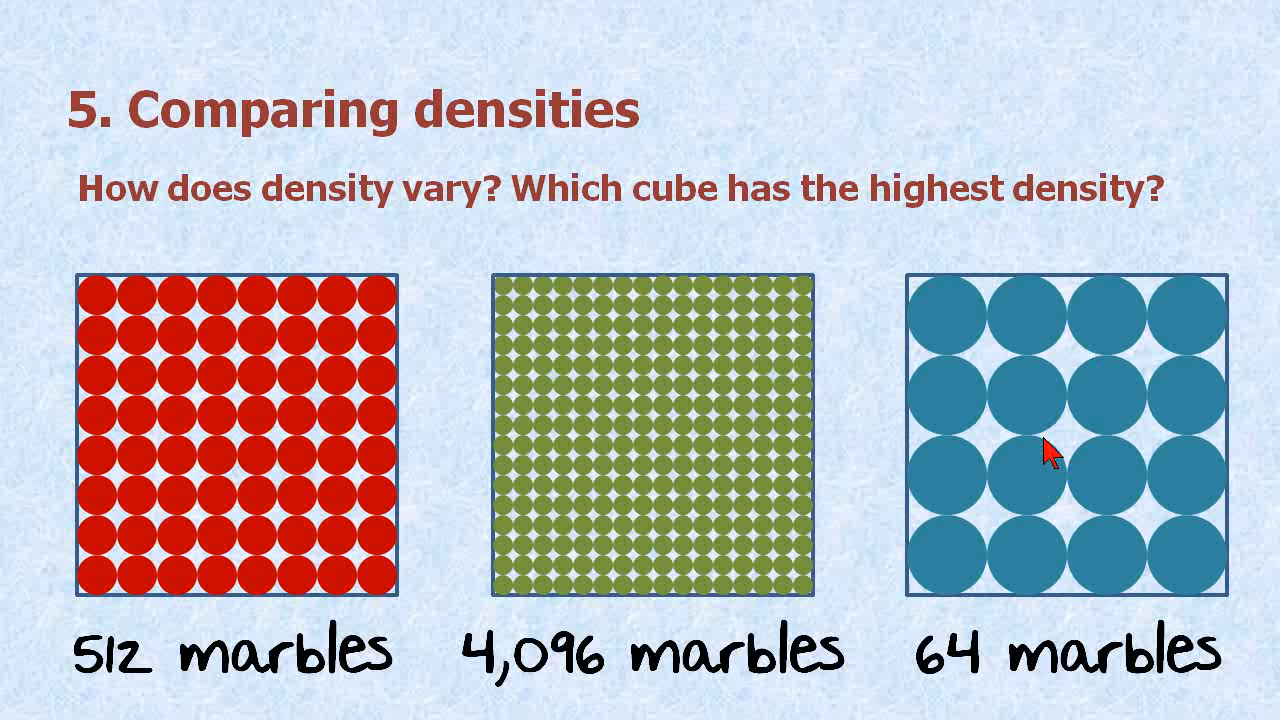 5. Comparing densities
How does density vary? Which cube has the highest density?
512 marbles
4,096 marbles
64 marbles